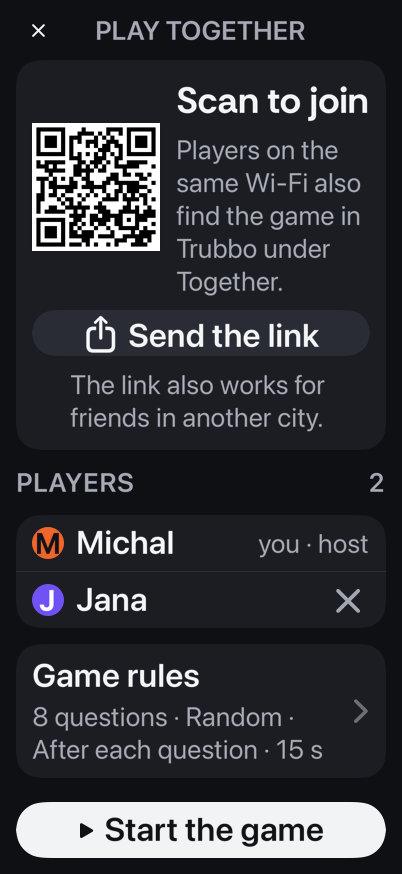 PLAY TOGETHER
Scan to join
Players on the
same Wi-Fi also
find the game in
Trubbo under
Together.
Send the link
The link also works for
friends in another city.
PLAYERS 2
M Michal you · host
J Jana
Game rules
8 questions · Random ·
After each question · 15 s
Start the game